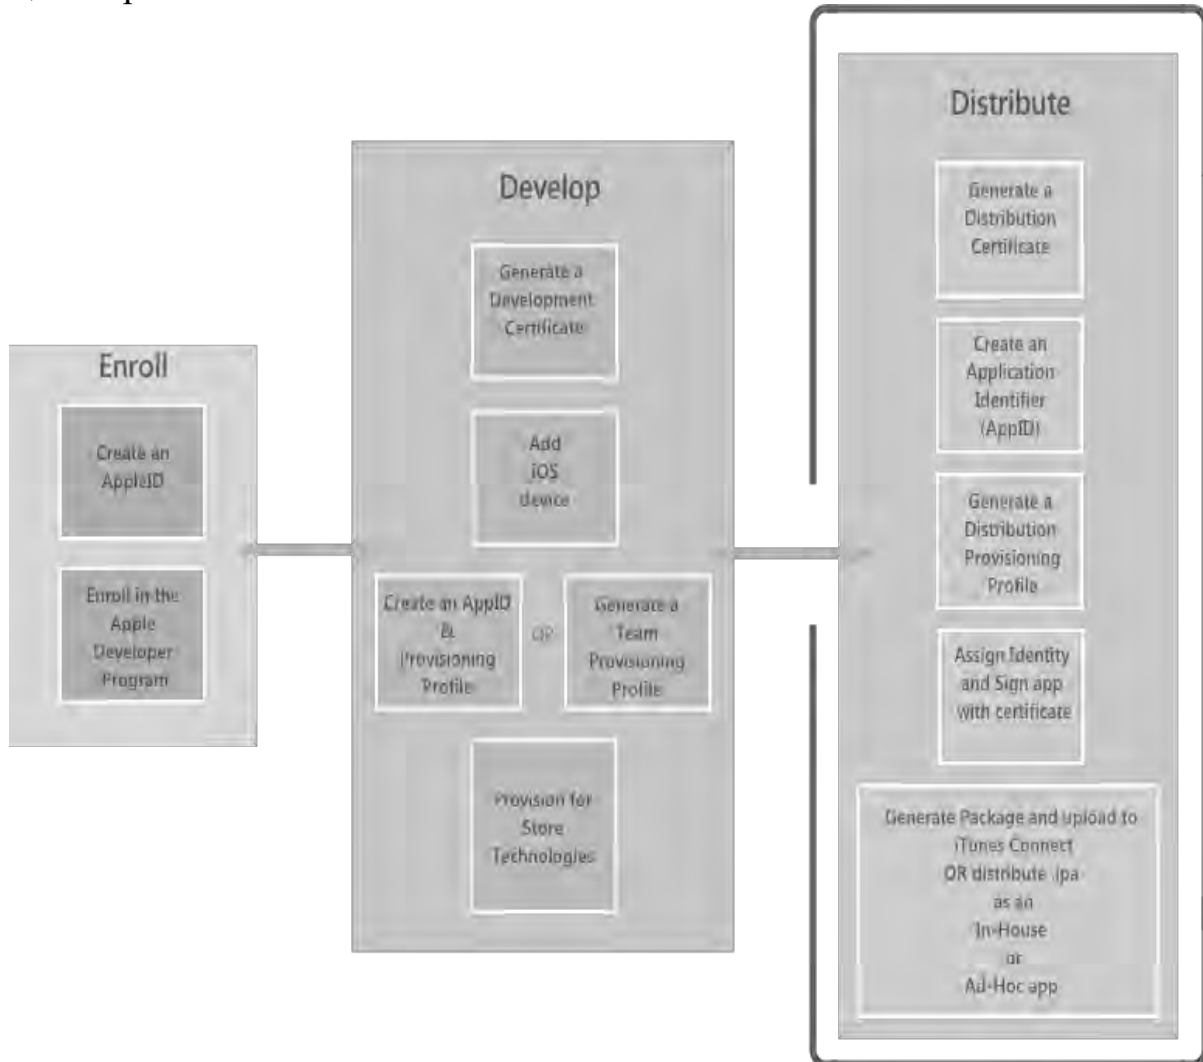 Enroll
Create an
AppleID
Enroll in the
Apple
Developer
Program
Develop
Generate a
Development
Certificate
Add
iOS
device
Create an AppID
&
Provisioning
Profile
OR
Generate a
Team
Provisioning
Profile
Provision for
Store
Technologies
Distribute
Generate a
Distribution
Certificate
Create an
Application
Identifier
(AppID)
Generate a
Distribution
Provisioning
Profile
Assign Identity
and Sign app
with certificate
Generate Package and upload to
iTunes Connect
OR distribute .ipa
as an
In-House
or
Ad-Hoc app